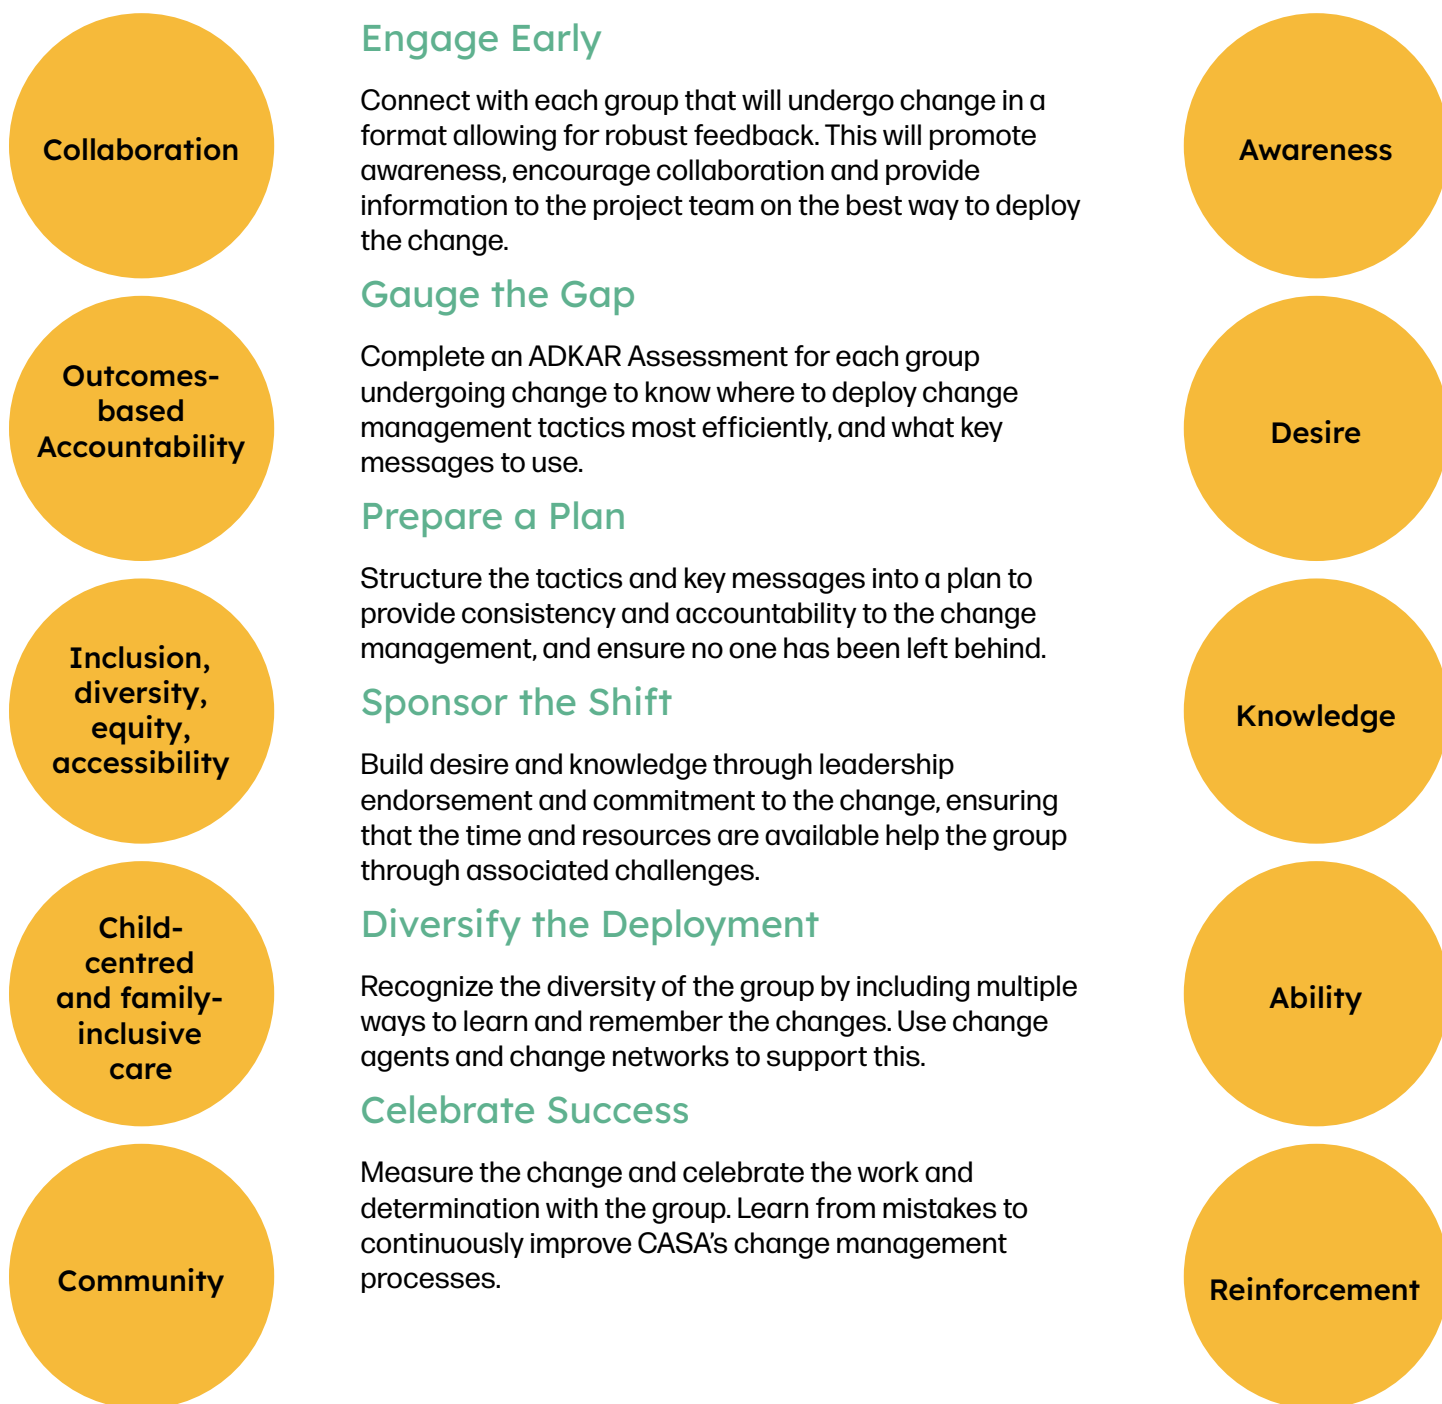 Collaboration
Outcomes-
based
Accountability
Inclusion,
diversity,
equity,
accessibility
Child-
centred
and family-
inclusive
care
Community
Engage Early
Connect with each group that will undergo change in a
format allowing for robust feedback. This will promote
awareness, encourage collaboration and provide
information to the project team on the best way to deploy
the change.
Gauge the Gap
Complete an ADKAR Assessment for each group
undergoing change to know where to deploy change
management tactics most efficiently, and what key
messages to use.
Prepare a Plan
Structure the tactics and key messages into a plan to
provide consistency and accountability to the change
management, and ensure no one has been left behind.
Sponsor the Shift
Build desire and knowledge through leadership
endorsement and commitment to the change, ensuring
that the time and resources are available help the group
through associated challenges.
Diversify the Deployment
Recognize the diversity of the group by including multiple
ways to learn and remember the changes. Use change
agents and change networks to support this.
Celebrate Success
Measure the change and celebrate the work and
determination with the group. Learn from mistakes to
continuously improve CASA’s change management
processes.
Awareness
Desire
Knowledge
Ability
Reinforcement